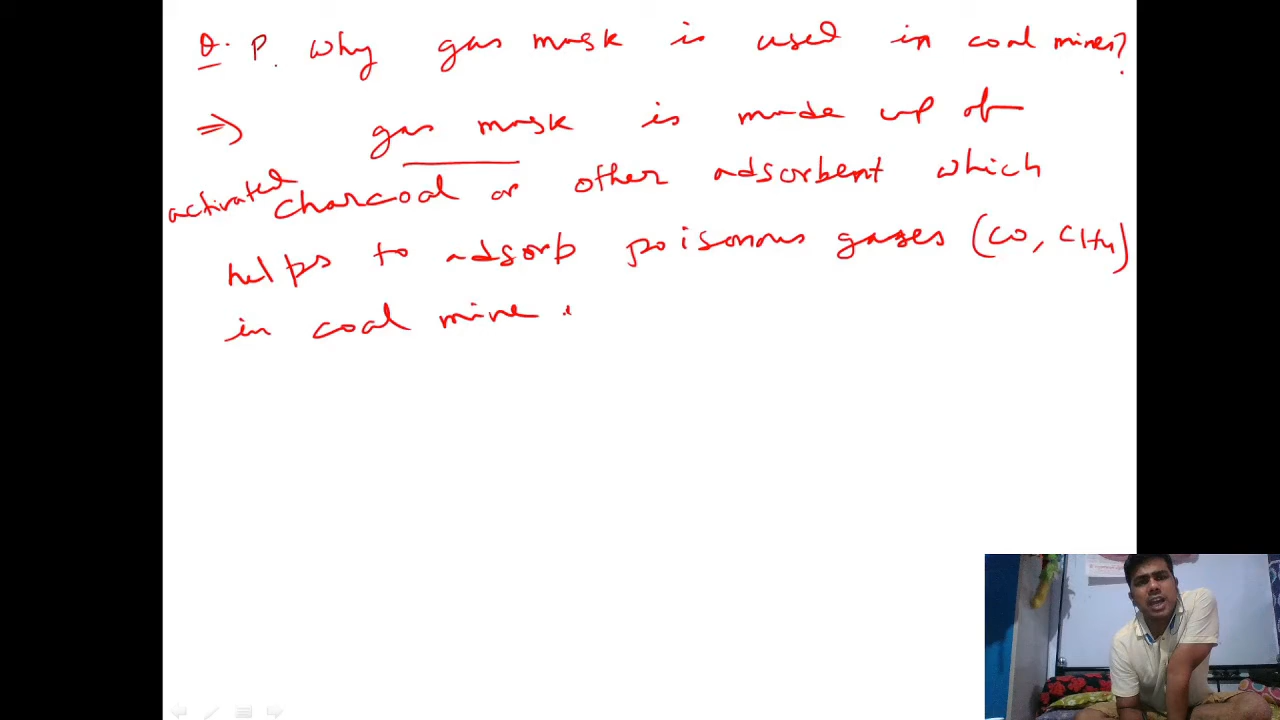 Q. P. Why gas mask is used in coal mines?
⇒ gas mask is made up of
activated charcoal or other adsorbent which
helps to adsorb poisonous gases (CO, CH4)
in coal mine.